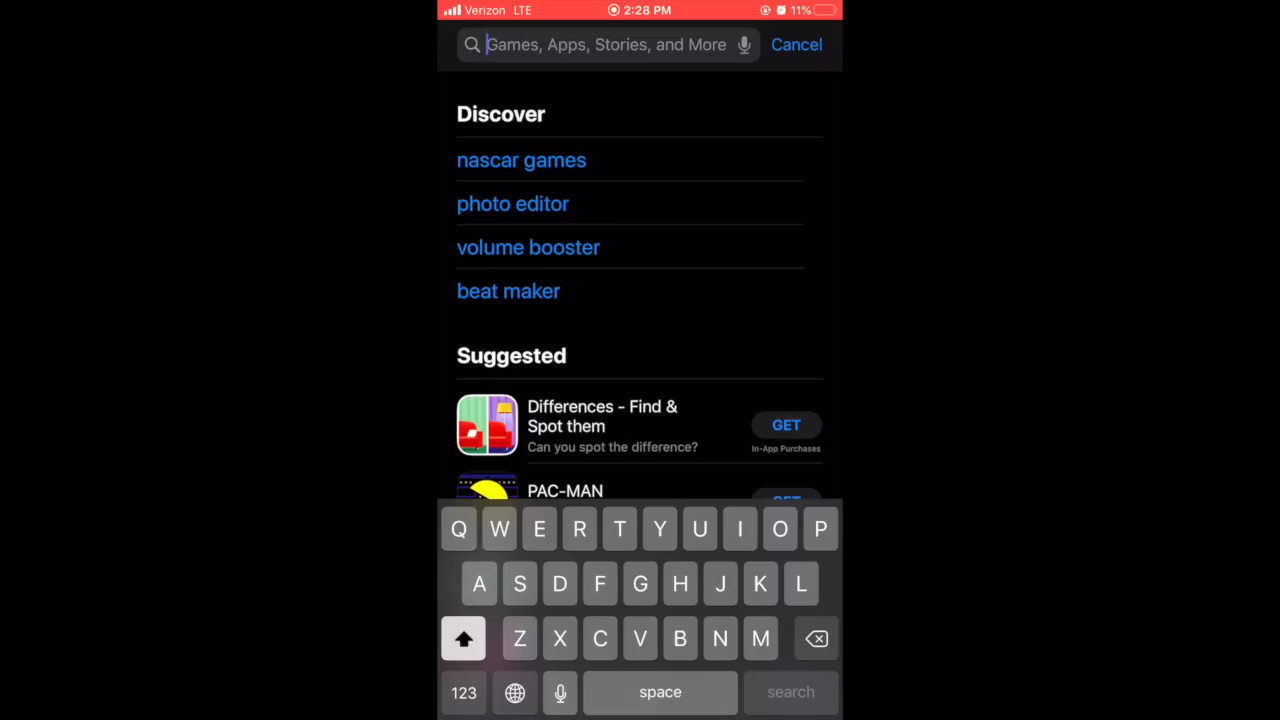 Verizon LTE 2:28 PM 11%
Games, Apps, Stories, and More Cancel
Discover
nascar games
photo editor
volume booster
beat maker
Suggested
Differences - Find &
Spot them
GET
Can you spot the difference?
In-App Purchases
PAC-MAN
GET
Q W E R T Y U I O P
A S D F G H J K L
Z X C V B N M
123 space search